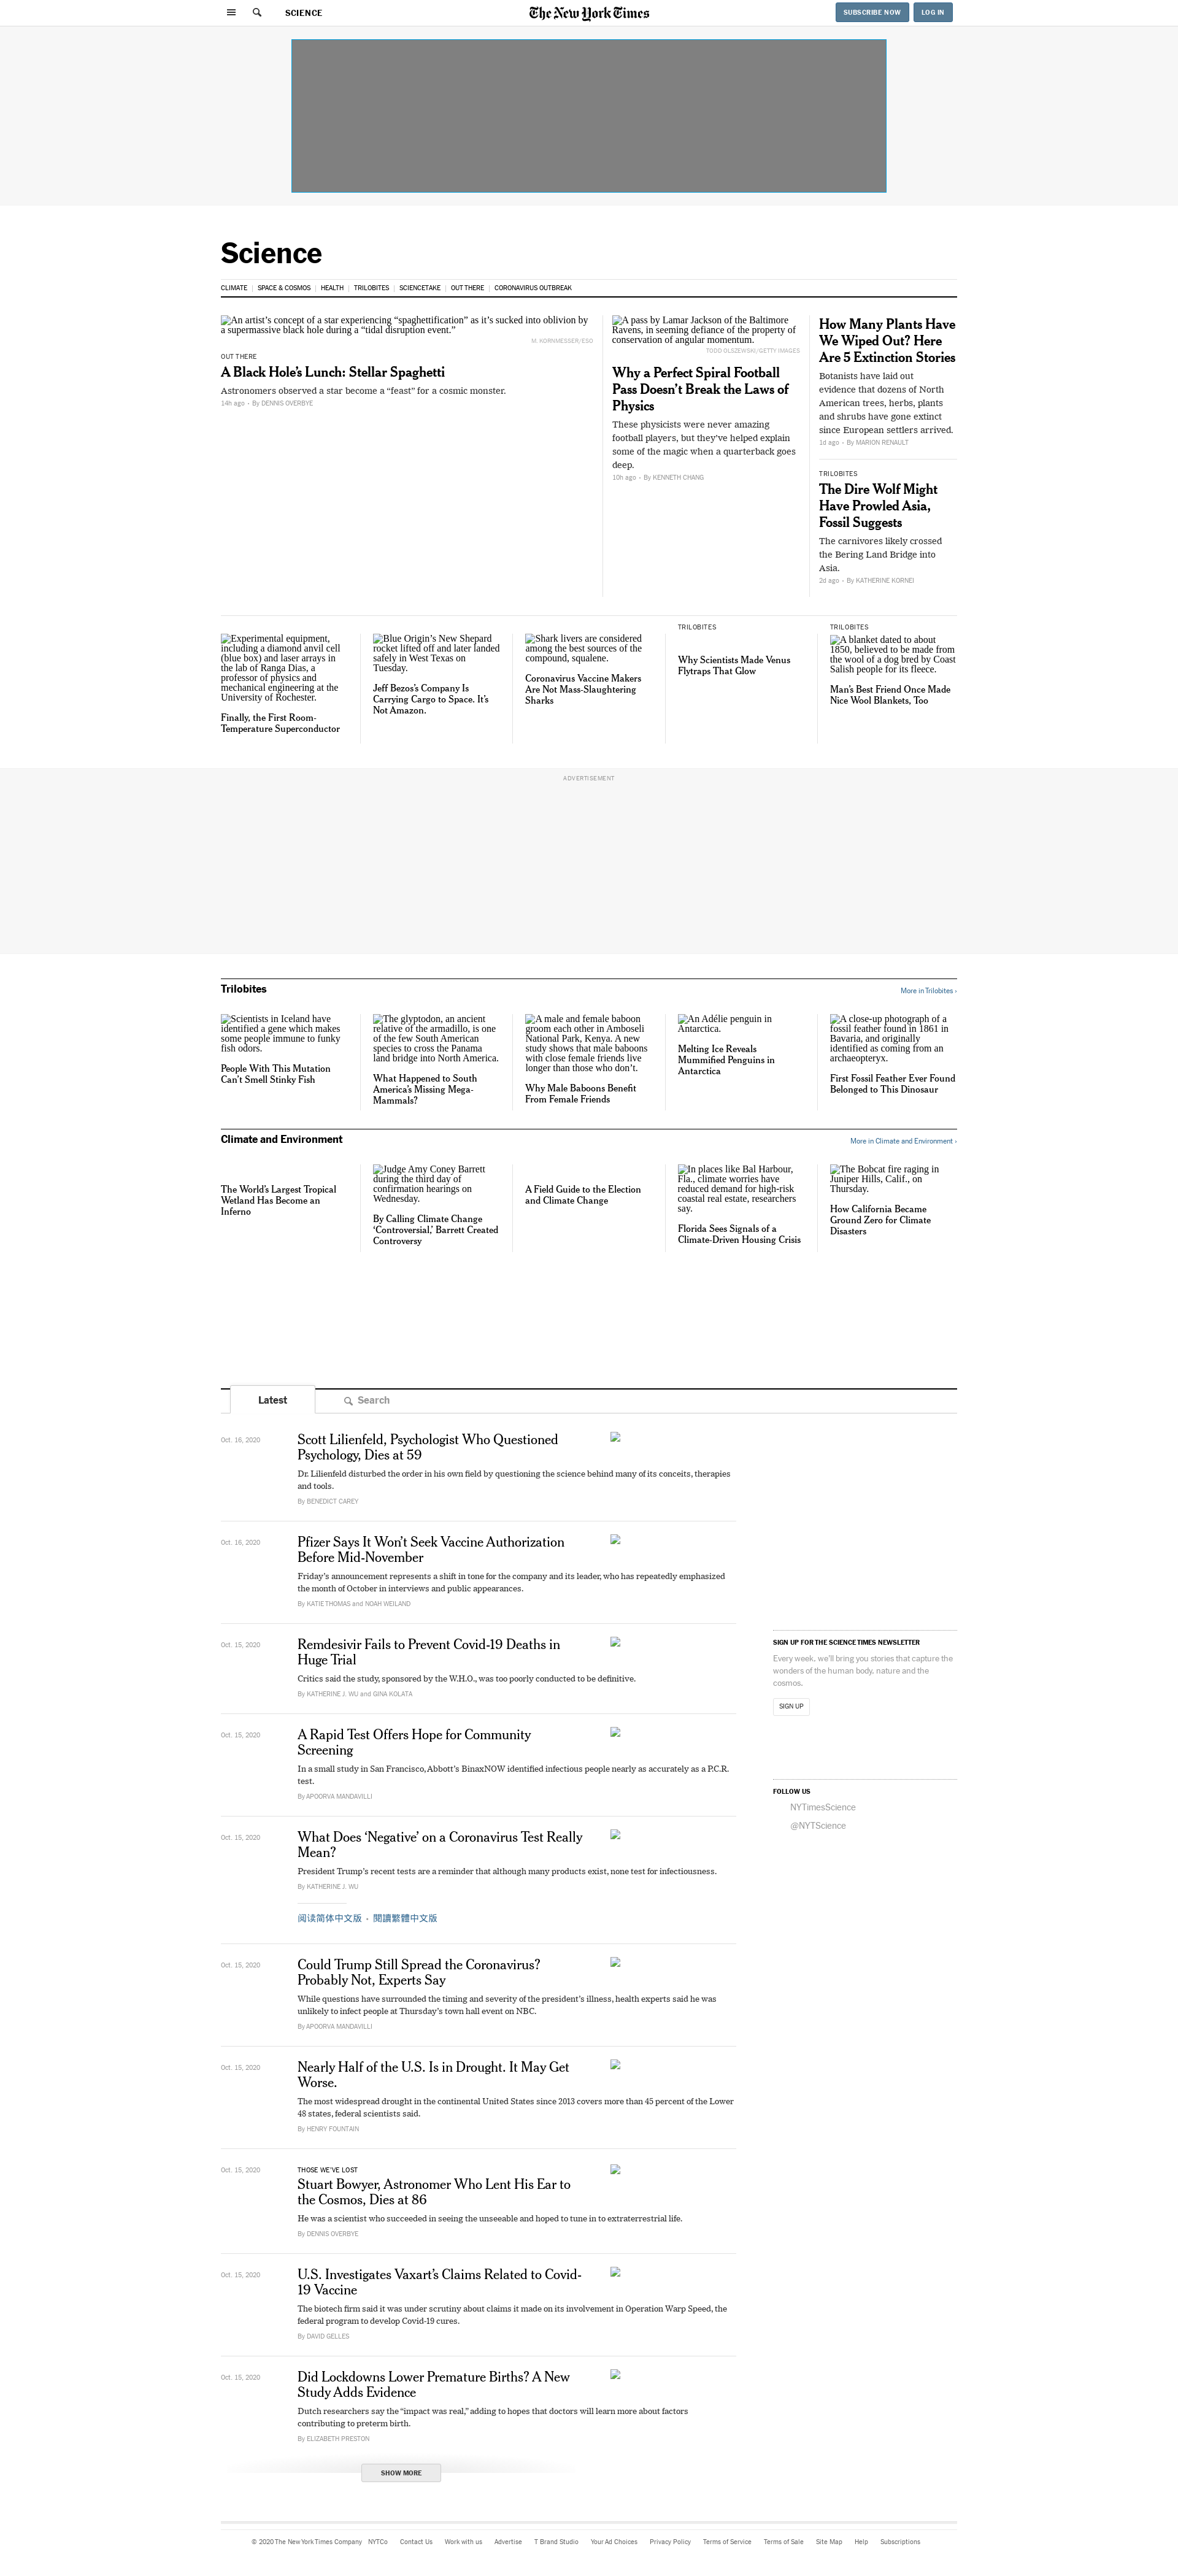 SCIENCE
The New York Times
SUBSCRIBE NOW
LOG IN
Science
CLIMATE
SPACE & COSMOS
HEALTH
TRILOBITES
SCIENCETAKE
OUT THERE
CORONAVIRUS OUTBREAK
An artist’s concept of a star experiencing “spaghettification” as it’s sucked into oblivion by
a supermassive black hole during a “tidal disruption event.”
M. KORNMESSER/ESO
OUT THERE
A Black Hole’s Lunch: Stellar Spaghetti
Astronomers observed a star become a “feast” for a cosmic monster.
14h ago • By DENNIS OVERBYE
A pass by Lamar Jackson of the Baltimore
Ravens, in seeming defiance of the property of
conservation of angular momentum.
TODD OLSZEWSKI/GETTY IMAGES
Why a Perfect Spiral Football
Pass Doesn’t Break the Laws of
Physics
These physicists were never amazing
football players, but they’ve helped explain
some of the magic when a quarterback goes
deep.
10h ago • By KENNETH CHANG
How Many Plants Have
We Wiped Out? Here
Are 5 Extinction Stories
Botanists have laid out
evidence that dozens of North
American trees, herbs, plants
and shrubs have gone extinct
since European settlers arrived.
1d ago • By MARION RENAULT
TRILOBITES
The Dire Wolf Might
Have Prowled Asia,
Fossil Suggests
The carnivores likely crossed
the Bering Land Bridge into
Asia.
2d ago • By KATHERINE KORNEI
Experimental equipment,
including a diamond anvil cell
(blue box) and laser arrays in
the lab of Ranga Dias, a
professor of physics and
mechanical engineering at the
University of Rochester.
Finally, the First Room-
Temperature Superconductor
Blue Origin’s New Shepard
rocket lifted off and later landed
safely in West Texas on
Tuesday.
Jeff Bezos’s Company Is
Carrying Cargo to Space. It’s
Not Amazon.
Shark livers are considered
among the best sources of the
compound, squalene.
Coronavirus Vaccine Makers
Are Not Mass-Slaughtering
Sharks
TRILOBITES
Why Scientists Made Venus
Flytraps That Glow
TRILOBITES
A blanket dated to about
1850, believed to be made from
the wool of a dog bred by Coast
Salish people for its fleece.
Man’s Best Friend Once Made
Nice Wool Blankets, Too
ADVERTISEMENT
Trilobites
More in Trilobites ›
Scientists in Iceland have
identified a gene which makes
some people immune to funky
fish odors.
People With This Mutation
Can’t Smell Stinky Fish
The glyptodon, an ancient
relative of the armadillo, is one
of the few South American
species to cross the Panama
land bridge into North America.
What Happened to South
America’s Missing Mega-
Mammals?
A male and female baboon
groom each other in Amboseli
National Park, Kenya. A new
study shows that male baboons
with close female friends live
longer than those who don’t.
Why Male Baboons Benefit
From Female Friends
An Adélie penguin in
Antarctica.
Melting Ice Reveals
Mummified Penguins in
Antarctica
A close-up photograph of a
fossil feather found in 1861 in
Bavaria, and originally
identified as coming from an
archaeopteryx.
First Fossil Feather Ever Found
Belonged to This Dinosaur
Climate and Environment
More in Climate and Environment ›
The World’s Largest Tropical
Wetland Has Become an
Inferno
Judge Amy Coney Barrett
during the third day of
confirmation hearings on
Wednesday.
By Calling Climate Change
‘Controversial,’ Barrett Created
Controversy
A Field Guide to the Election
and Climate Change
In places like Bal Harbour,
Fla., climate worries have
reduced demand for high-risk
coastal real estate, researchers
say.
Florida Sees Signals of a
Climate-Driven Housing Crisis
The Bobcat fire raging in
Juniper Hills, Calif., on
Thursday.
How California Became
Ground Zero for Climate
Disasters
Latest
Search
Oct. 16, 2020
Scott Lilienfeld, Psychologist Who Questioned
Psychology, Dies at 59
Dr. Lilienfeld disturbed the order in his own field by questioning the science behind many of its conceits, therapies
and tools.
By BENEDICT CAREY
Oct. 16, 2020
Pfizer Says It Won’t Seek Vaccine Authorization
Before Mid-November
Friday’s announcement represents a shift in tone for the company and its leader, who has repeatedly emphasized
the month of October in interviews and public appearances.
By KATIE THOMAS and NOAH WEILAND
Oct. 15, 2020
Remdesivir Fails to Prevent Covid-19 Deaths in
Huge Trial
Critics said the study, sponsored by the W.H.O., was too poorly conducted to be definitive.
By KATHERINE J. WU and GINA KOLATA
Oct. 15, 2020
A Rapid Test Offers Hope for Community
Screening
In a small study in San Francisco, Abbott’s BinaxNOW identified infectious people nearly as accurately as a P.C.R.
test.
By APOORVA MANDAVILLI
Oct. 15, 2020
What Does ‘Negative’ on a Coronavirus Test Really
Mean?
President Trump’s recent tests are a reminder that although many products exist, none test for infectiousness.
By KATHERINE J. WU
阅读简体中文版 • 閱讀繁體中文版
Oct. 15, 2020
Could Trump Still Spread the Coronavirus?
Probably Not, Experts Say
While questions have surrounded the timing and severity of the president’s illness, health experts said he was
unlikely to infect people at Thursday’s town hall event on NBC.
By APOORVA MANDAVILLI
Oct. 15, 2020
Nearly Half of the U.S. Is in Drought. It May Get
Worse.
The most widespread drought in the continental United States since 2013 covers more than 45 percent of the Lower
48 states, federal scientists said.
By HENRY FOUNTAIN
Oct. 15, 2020
THOSE WE’VE LOST
Stuart Bowyer, Astronomer Who Lent His Ear to
the Cosmos, Dies at 86
He was a scientist who succeeded in seeing the unseeable and hoped to tune in to extraterrestrial life.
By DENNIS OVERBYE
Oct. 15, 2020
U.S. Investigates Vaxart’s Claims Related to Covid-
19 Vaccine
The biotech firm said it was under scrutiny about claims it made on its involvement in Operation Warp Speed, the
federal program to develop Covid-19 cures.
By DAVID GELLES
Oct. 15, 2020
Did Lockdowns Lower Premature Births? A New
Study Adds Evidence
Dutch researchers say the “impact was real,” adding to hopes that doctors will learn more about factors
contributing to preterm birth.
By ELIZABETH PRESTON
SHOW MORE
SIGN UP FOR THE SCIENCE TIMES NEWSLETTER
Every week, we’ll bring you stories that capture the
wonders of the human body, nature and the
cosmos.
SIGN UP
FOLLOW US
NYTimesScience
@NYTScience
© 2020 The New York Times Company
NYTCo
Contact Us
Work with us
Advertise
T Brand Studio
Your Ad Choices
Privacy Policy
Terms of Service
Terms of Sale
Site Map
Help
Subscriptions